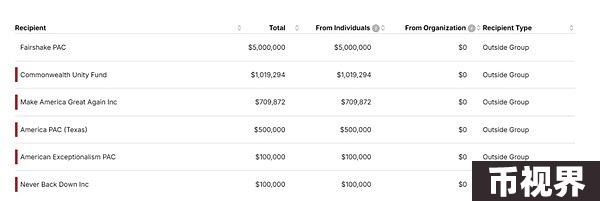 Recipient Total From Individuals From Organization Recipient Type
Fairshake PAC $5,000,000 $5,000,000 $0 Outside Group
Commonwealth Unity Fund $1,019,294 $1,019,294 $0 Outside Group
Make America Great Again Inc $709,872 $709,872 $0 Outside Group
America PAC (Texas) $500,000 $500,000 $0 Outside Group
American Exceptionalism PAC $100,000 $100,000 $0 Outside Group
Never Back Down Inc $100,000 $100,000 $0
币视界